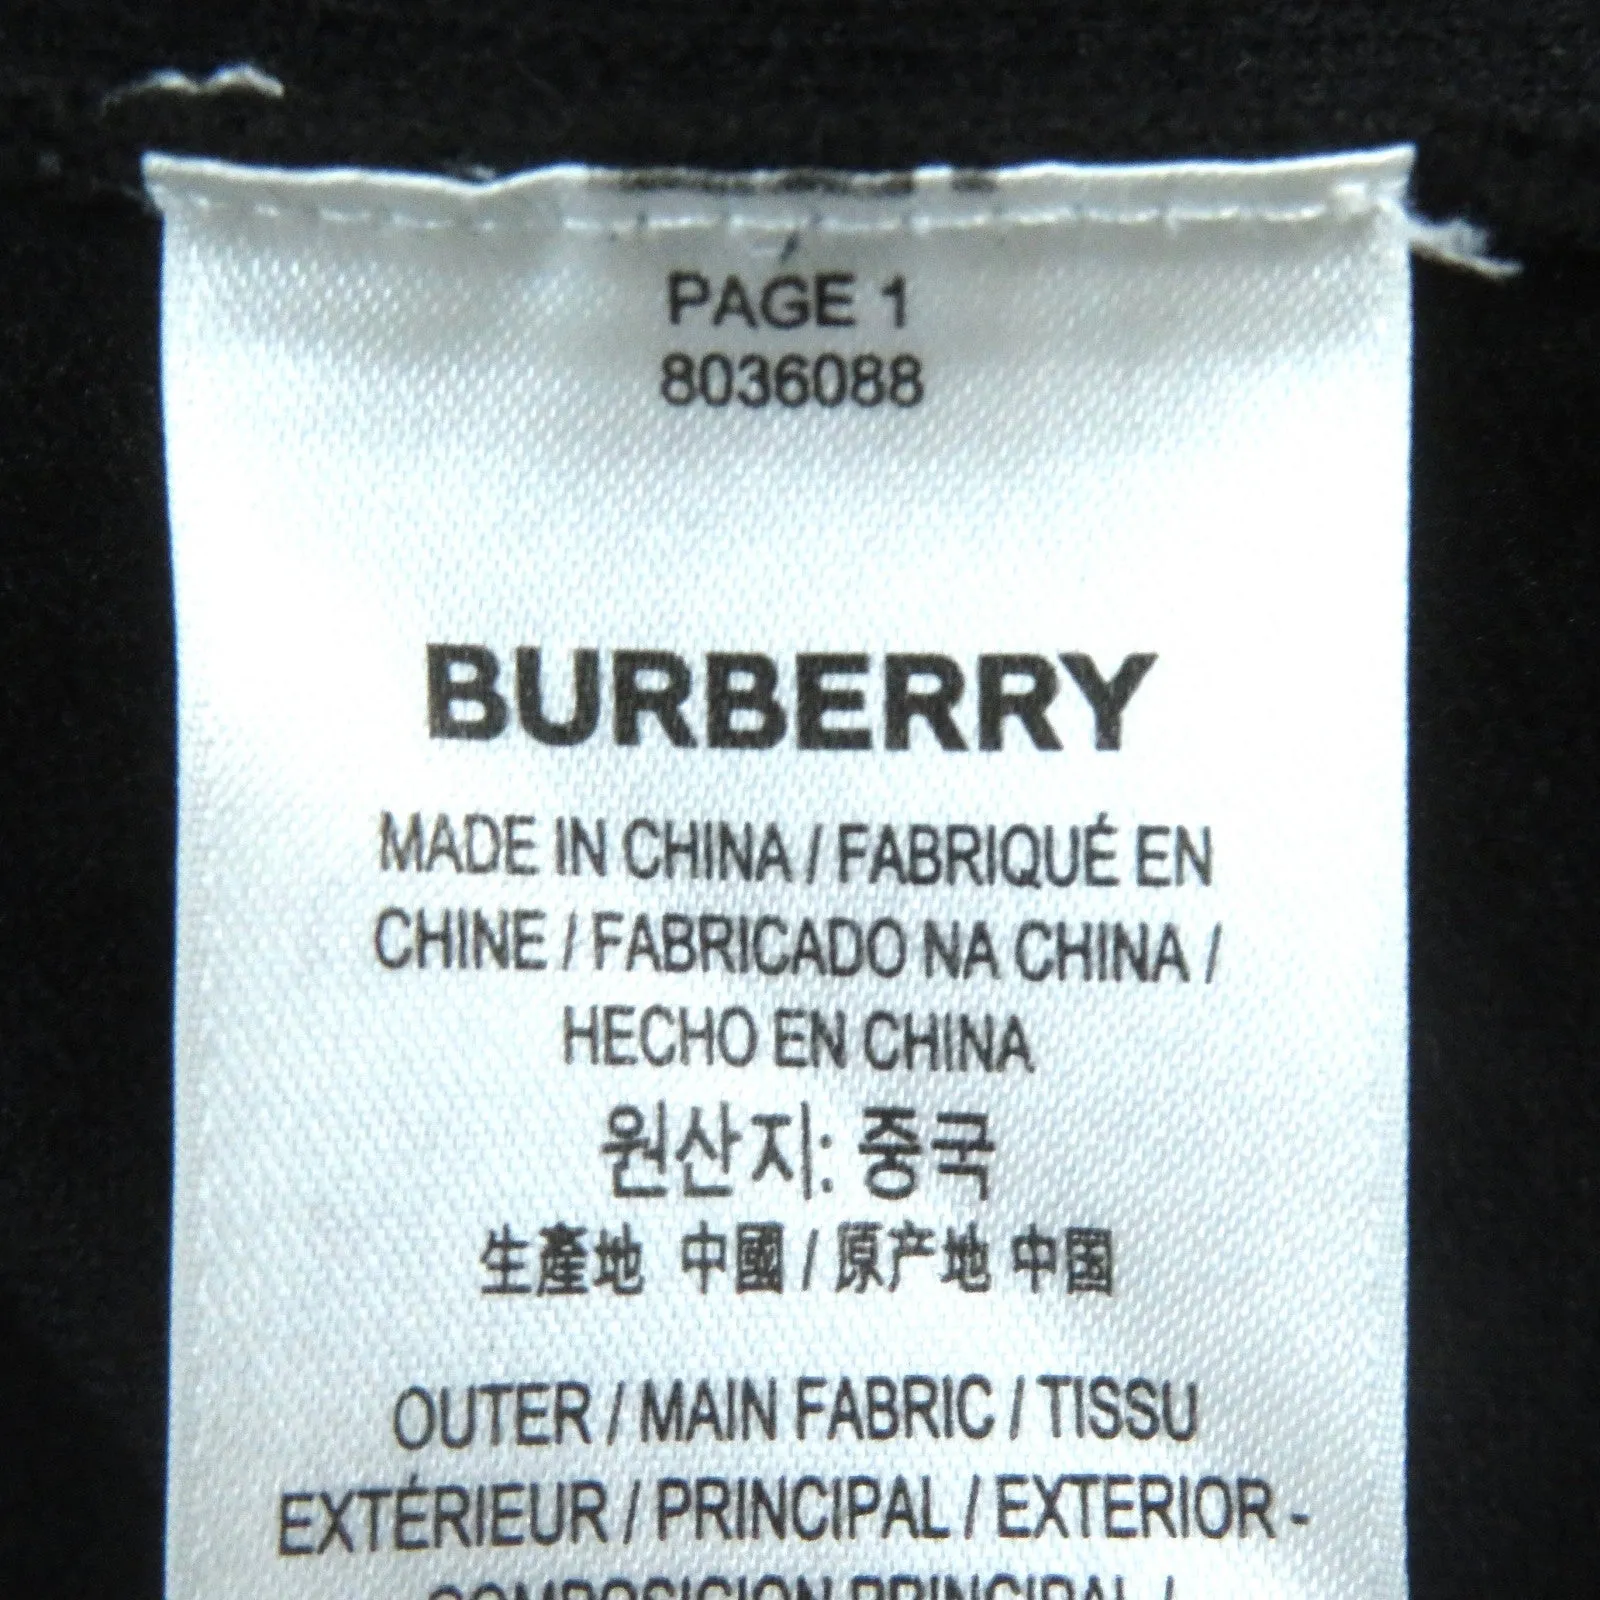 PAGE 1
8036088
BURBERRY
MADE IN CHINA / FABRIQUÉ EN
CHINE / FABRICADO NA CHINA /
HECHO EN CHINA
원산지: 중국
生產地 中國 / 原产地 中国
OUTER / MAIN FABRIC / TISSU
EXTÉRIEUR / PRINCIPAL / EXTERIOR -
COMPOSICION PRINCIPAL /